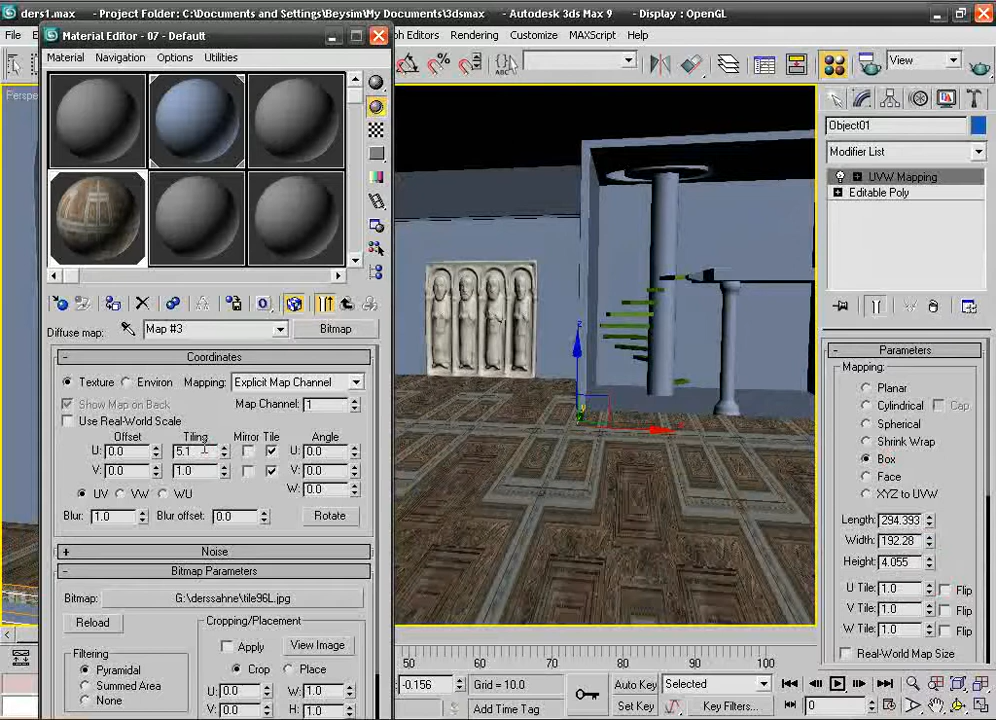 ders1.max - Project Folder: C:\Documents and Settings\Beysim\My Documents\3dsmax - Autodesk 3ds Max 9 - Display : OpenGL
File
ph Editors Rendering Customize MAXScript Help
Material Editor - 07 - Default
Material Navigation Options Utilities
View
Persp
Object01
Modifier List
UVW Mapping
Editable Poly
Diffuse map: Map #3 Bitmap
Coordinates
Texture Environ Mapping: Explicit Map Channel
Show Map on Back Map Channel: 1
Use Real-World Scale
Offset Tiling Mirror Tile Angle
U: 0.0 5.1 U: 0.0
V: 0.0 1.0 V: 0.0
W: 0.0
UV VW WU
Blur: 1.0 Blur offset: 0.0 Rotate
Noise
Bitmap Parameters
Bitmap: G:\derssahne\tile96L.jpg
Reload
Cropping/Placement
Apply View Image
Filtering
Pyramidal
Summed Area
None
Crop Place
U: 0.0 W: 1.0
V: 0.0 H: 1.0
z
Parameters
Mapping:
Planar
Cylindrical Cap
Spherical
Shrink Wrap
Box
Face
XYZ to UVW
Length: 294.393
Width: 192.28
Height: 4.055
U Tile: 1.0 Flip
V Tile: 1.0 Flip
W Tile: 1.0 Flip
Real-World Map Size
50 60 70 80 90 100
-0.156 Grid = 10.0 Auto Key Selected
Add Time Tag Set Key Key Filters... 0